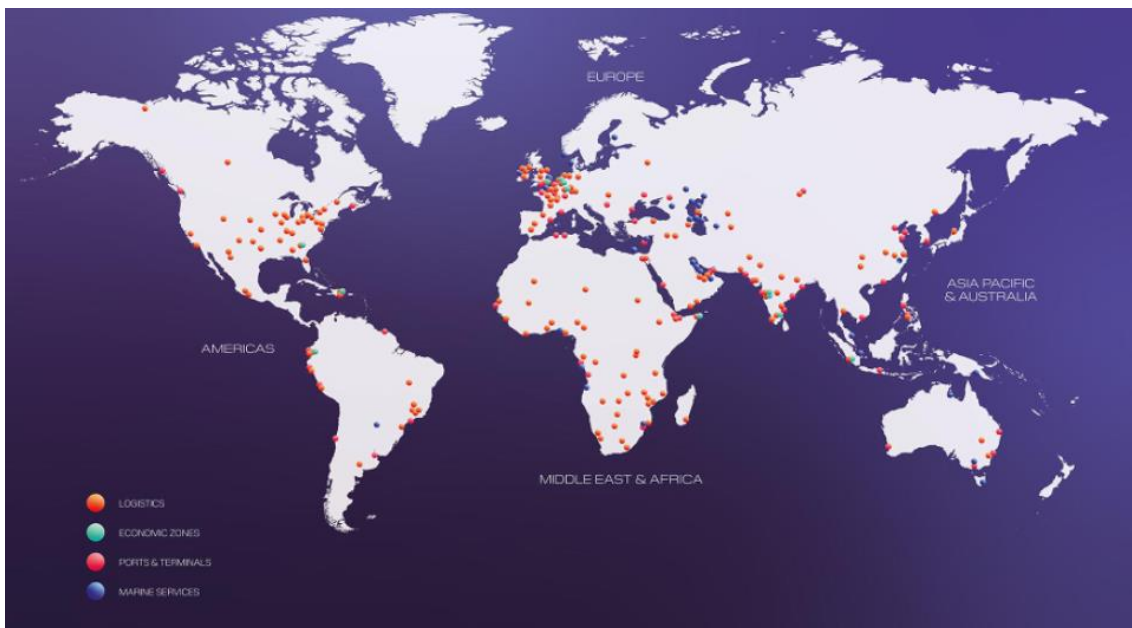 EUROPE
ASIA PACIFIC
& AUSTRALIA
AMERICAS
MIDDLE EAST & AFRICA
LOGISTICS
ECONOMIC ZONES
PORTS & TERMINALS
MARINE SERVICES